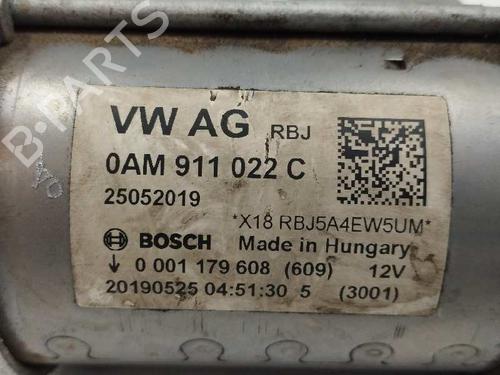 VW AG RBJ
0AM 911 022 C
25052019
*X18 RBJ5A4EW5UM*
BOSCH Made in Hungary
0 001 179 608 (609) 12V
20190525 04:51:30 5 (3001)